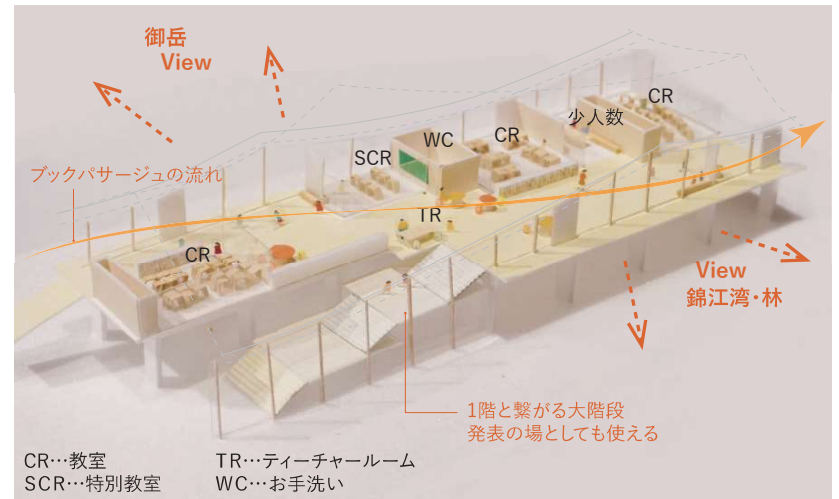 御岳
View
CR
少人数
WC
CR
SCR
ブックパサージュの流れ
TR
CR
View
錦江湾・林
1階と繋がる大階段
発表の場としても使える
CR…教室
TR…ティーチャールーム
SCR…特別教室
WC…お手洗い